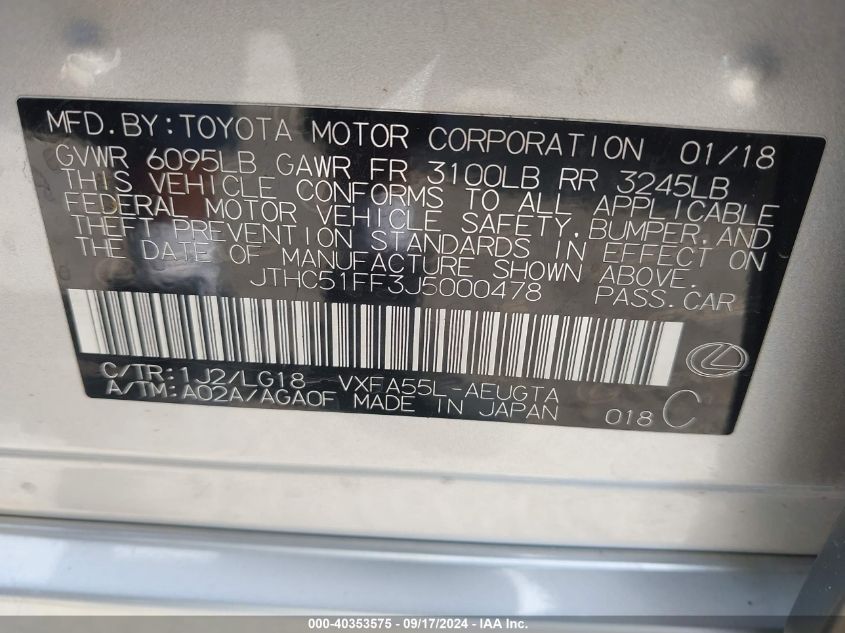 MFD.BY:TOYOTA MOTOR CORPORATION 01/18
GVWR 6095LB GAWR FR 3100LB RR 3245LB
THIS VEHICLE CONFORMS TO ALL APPLICABLE
FEDERAL MOTOR VEHICLE SAFETY,BUMPER,AND
THEFT PREVENTION STANDARDS IN EFFECT ON
THE DATE OF MANUFACTURE SHOWN ABOVE.
JTHC51FF3J5000478 PASS.CAR
C/TR:1J2/LG18 VXFA55L-AEUGTA
A/TM:A02A/AGA0F MADE IN JAPAN 018 C
000-40353575 - 09/17/2024 - IAA, Inc.